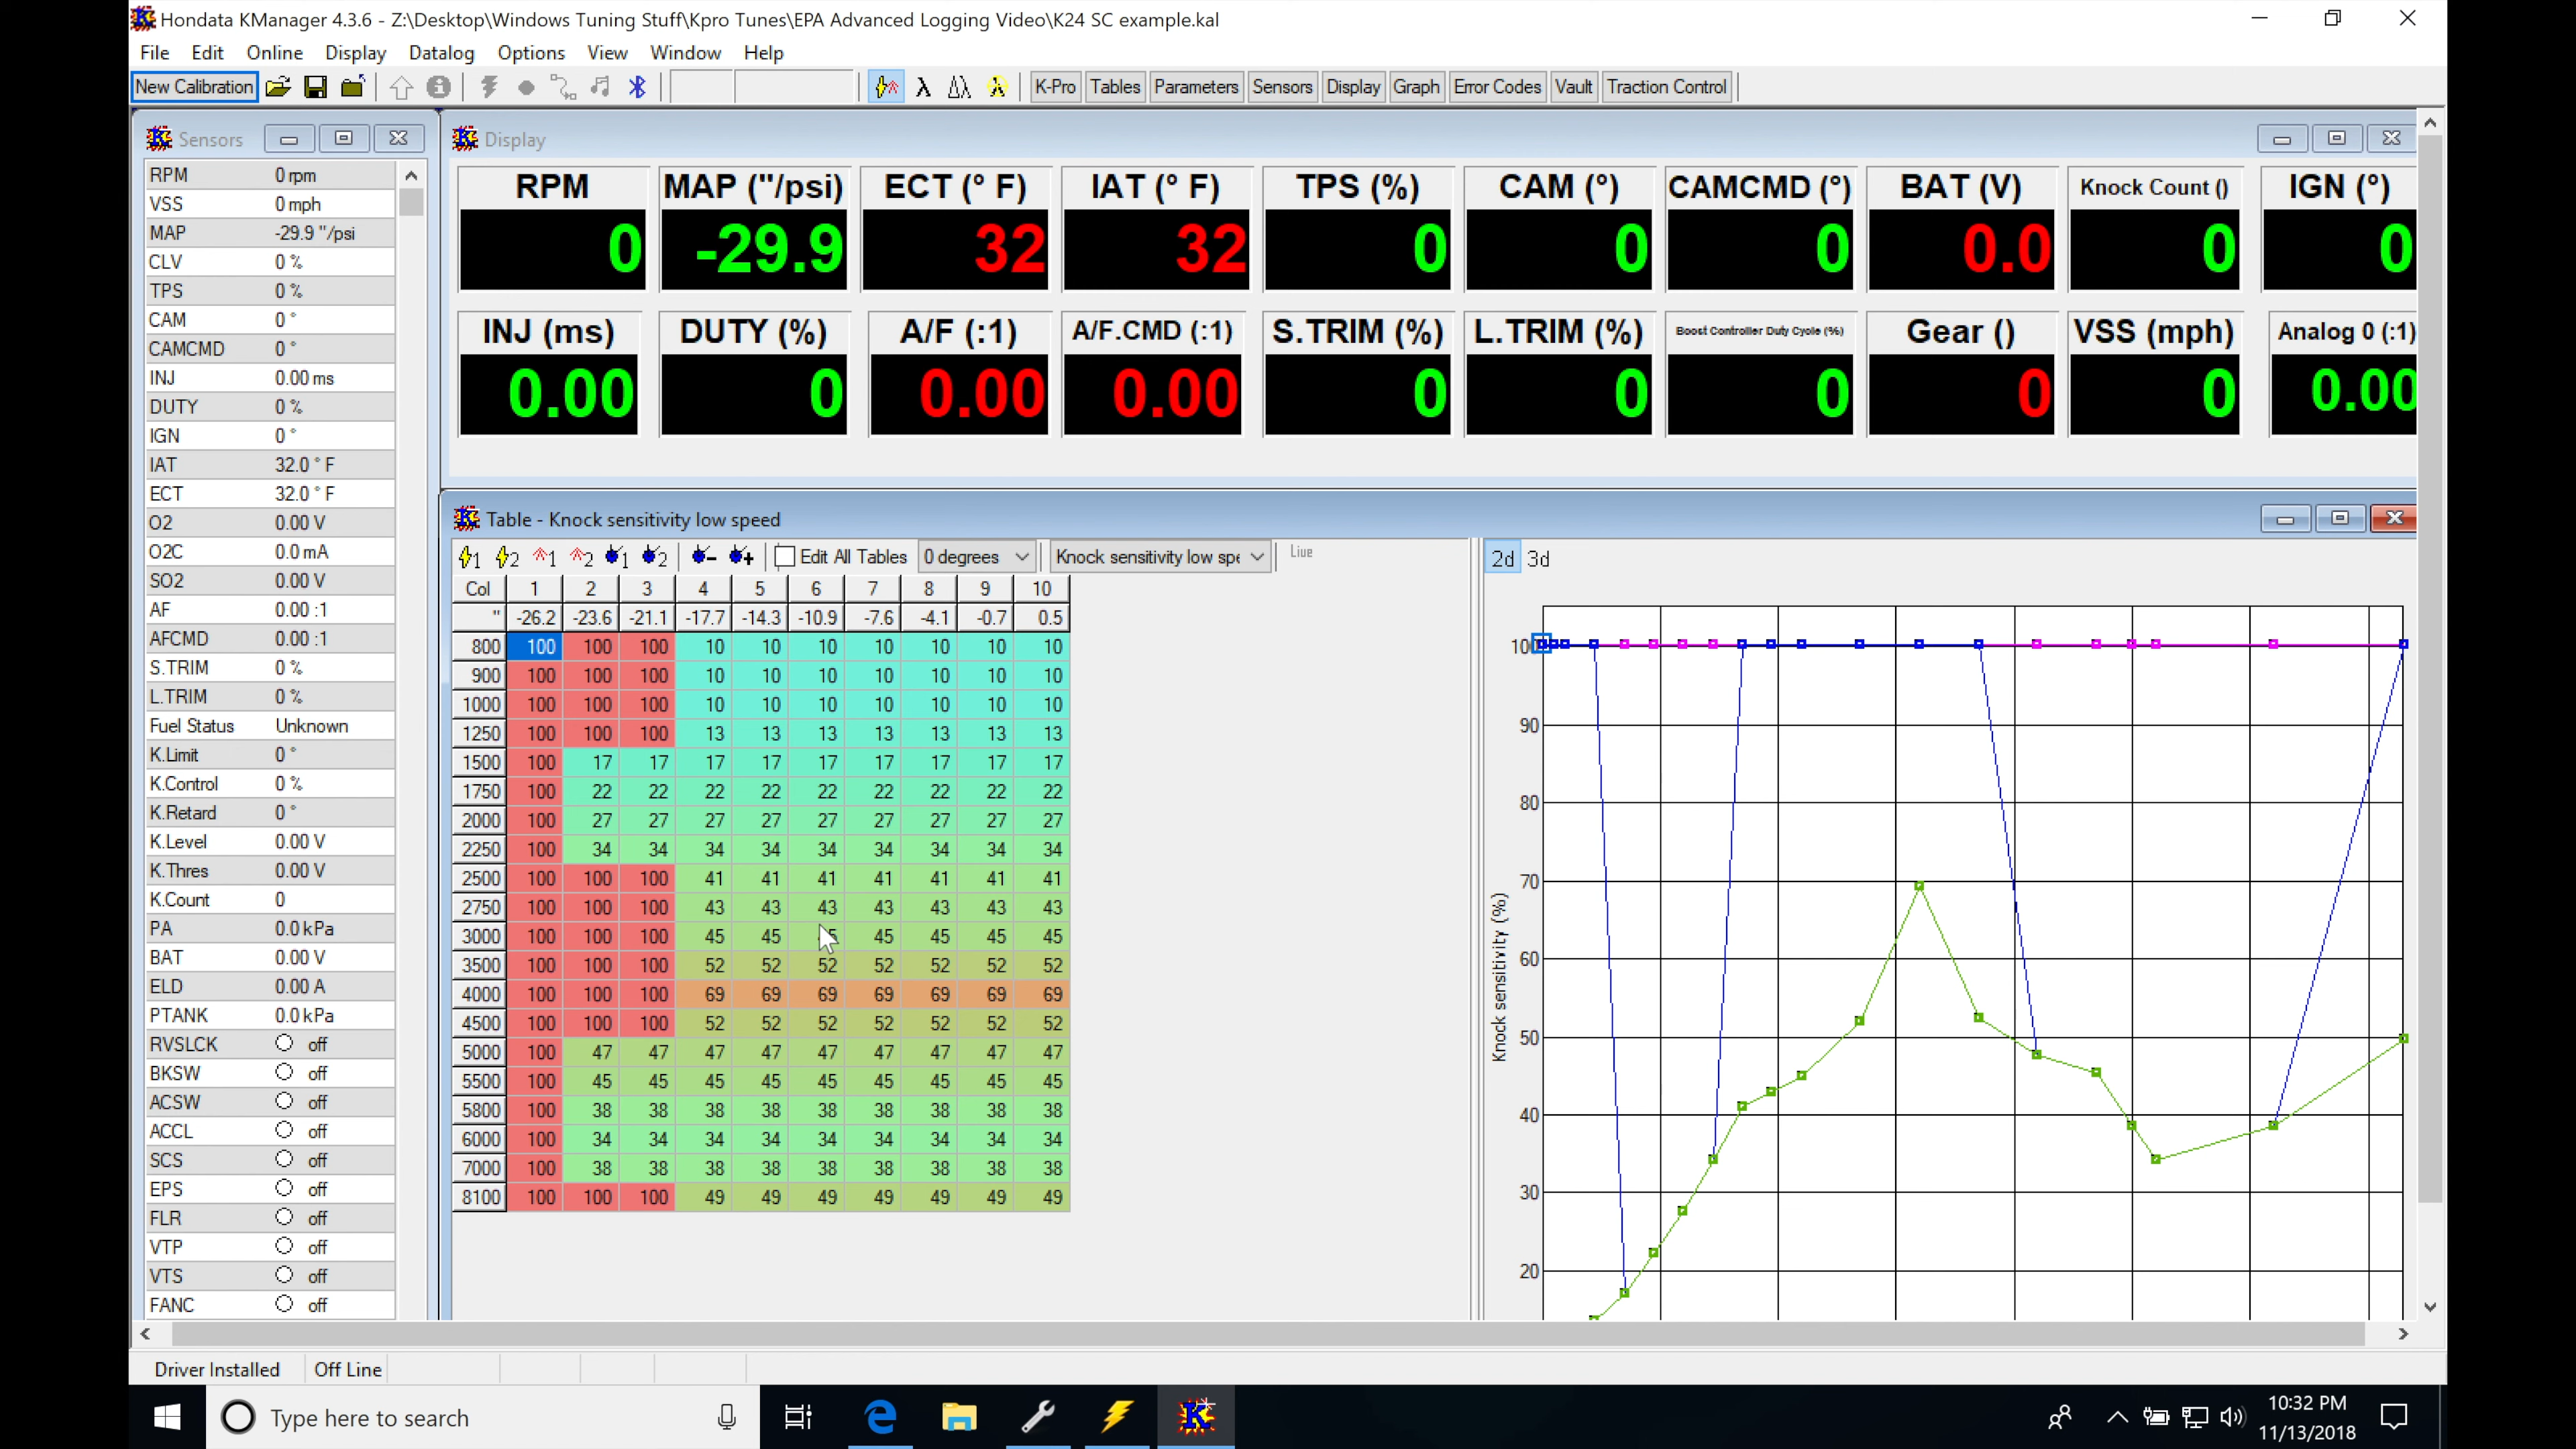 Hondata KManager 4.3.6 - Z:\Desktop\Windows Tuning Stuff\Kpro Tunes\EPA Advanced Logging Video\K24 SC example.kal
File Edit Online Display Datalog Options View Window Help
New Calibration K-Pro Tables Parameters Sensors Display Graph Error Codes Vault Traction Control
Sensors
RPM 0 rpm
VSS 0 mph
MAP -29.9 "/psi
CLV 0 %
TPS 0 %
CAM 0 °
CAMCMD 0 °
INJ 0.00 ms
DUTY 0 %
IGN 0 °
IAT 32.0 ° F
ECT 32.0 ° F
O2 0.00 V
O2C 0.0 mA
SO2 0.00 V
AF 0.00 :1
AFCMD 0.00 :1
S.TRIM 0 %
L.TRIM 0 %
Fuel Status Unknown
K.Limit 0 °
K.Control 0 %
K.Retard 0 °
K.Level 0.00 V
K.Thres 0.00 V
K.Count 0
PA 0.0 kPa
BAT 0.00 V
ELD 0.00 A
PTANK 0.0 kPa
RVSLCK off
BKSW off
ACSW off
ACCL off
SCS off
EPS off
FLR off
VTP off
VTS off
FANC off
Display
RPM MAP ("/psi) ECT (° F) IAT (° F) TPS (%) CAM (°) CAMCMD (°) BAT (V) Knock Count () IGN (°)
0 -29.9 32 32 0 0 0 0.0 0 0
INJ (ms) DUTY (%) A/F (:1) A/F.CMD (:1) S.TRIM (%) L.TRIM (%) Boost Controller Duty Cycle (%) Gear () VSS (mph) Analog 0 (:1)
0.00 0 0.00 0.00 0 0 0 0 0 0.00
Table - Knock sensitivity low speed
1 2 1 2 1 2 Edit All Tables 0 degrees Knock sensitivity low spe Live
Col 1 2 3 4 5 6 7 8 9 10
" -26.2 -23.6 -21.1 -17.7 -14.3 -10.9 -7.6 -4.1 -0.7 0.5
800 100 100 100 10 10 10 10 10 10 10
900 100 100 100 10 10 10 10 10 10 10
1000 100 100 100 10 10 10 10 10 10 10
1250 100 100 100 13 13 13 13 13 13 13
1500 100 17 17 17 17 17 17 17 17 17
1750 100 22 22 22 22 22 22 22 22 22
2000 100 27 27 27 27 27 27 27 27 27
2250 100 34 34 34 34 34 34 34 34 34
2500 100 100 100 41 41 41 41 41 41 41
2750 100 100 100 43 43 43 43 43 43 43
3000 100 100 100 45 45 45 45 45 45
3500 100 100 100 52 52 52 52 52 52 52
4000 100 100 100 69 69 69 69 69 69 69
4500 100 100 100 52 52 52 52 52 52 52
5000 100 47 47 47 47 47 47 47 47 47
5500 100 45 45 45 45 45 45 45 45 45
5800 100 38 38 38 38 38 38 38 38 38
6000 100 34 34 34 34 34 34 34 34 34
7000 100 38 38 38 38 38 38 38 38 38
8100 100 100 100 49 49 49 49 49 49 49
2d 3d
Knock sensitivity (%)
100
90
80
70
60
50
40
30
20
Driver Installed Off Line
Type here to search
10:32 PM
11/13/2018